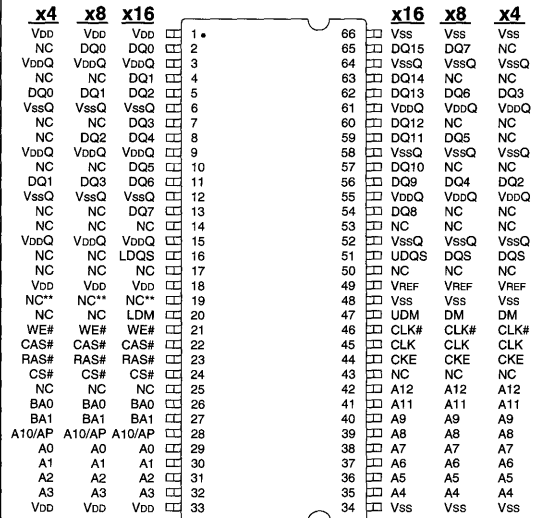 x4 x8 x16 x16 x8 x4
VDD VDD VDD 1 66 VSS VSS VSS
NC DQ0 DQ0 2 65 DQ15 DQ7 NC
VDDQ VDDQ VDDQ 3 64 VSSQ VSSQ VSSQ
NC NC DQ1 4 63 DQ14 NC NC
DQ0 DQ1 DQ2 5 62 DQ13 DQ6 DQ3
VssQ VssQ VssQ 6 61 VDDQ VDDQ VDDQ
NC NC DQ3 7 60 DQ12 NC NC
NC DQ2 DQ4 8 59 DQ11 DQ5 NC
VDDQ VDDQ VDDQ 9 58 VSSQ VSSQ VSSQ
NC NC DQ5 10 57 DQ10 NC NC
DQ1 DQ3 DQ6 11 56 DQ9 DQ4 DQ2
VssQ VssQ VssQ 12 55 VDDQ VDDQ VDDQ
NC NC DQ7 13 54 DQ8 NC NC
NC NC NC 14 53 NC NC NC
VDDQ VDDQ VDDQ 15 52 VSSQ VSSQ VSSQ
NC NC LDQS 16 51 UDQS DQS DQS
NC NC NC 17 50 NC NC NC
VDD VDD VDD 18 49 VREF VREF VREF
NC** NC** NC** 19 48 VSS VSS VSS
NC NC LDM 20 47 UDM DM DM
WE# WE# WE# 21 46 CLK# CLK# CLK#
CAS# CAS# CAS# 22 45 CLK CLK CLK
RAS# RAS# RAS# 23 44 CKE CKE CKE
CS# CS# CS# 24 43 NC NC NC
NC NC NC 25 42 A12 A12 A12
BA0 BA0 BA0 26 41 A11 A11 A11
BA1 BA1 BA1 27 40 A9 A9 A9
A10/AP A10/AP A10/AP 28 39 A8 A8 A8
A0 A0 A0 29 38 A7 A7 A7
A1 A1 A1 30 37 A6 A6 A6
A2 A2 A2 31 36 A5 A5 A5
A3 A3 A3 32 35 A4 A4 A4
VDD VDD VDD 33 34 VSS VSS VSS